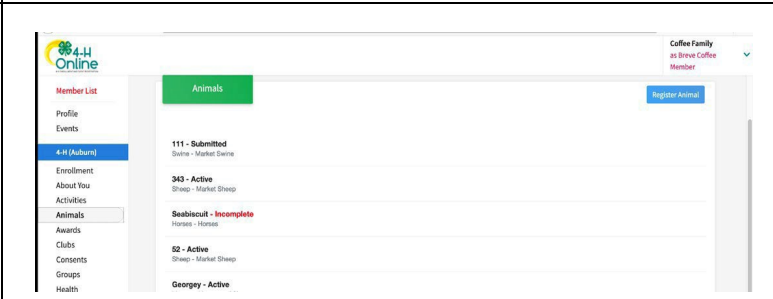 4-H
Online
Coffee Family
as Breve Coffee
Member
Member List
Profile
Events
4-H (Auburn)
Enrollment
About You
Activities
Animals
Awards
Clubs
Consents
Groups
Health
Animals
Register Animal
111 - Submitted
Swine - Market Swine
343 - Active
Sheep - Market Sheep
Seabiscuit - Incomplete
Horses - Horses
52 - Active
Sheep - Market Sheep
Georgey - Active